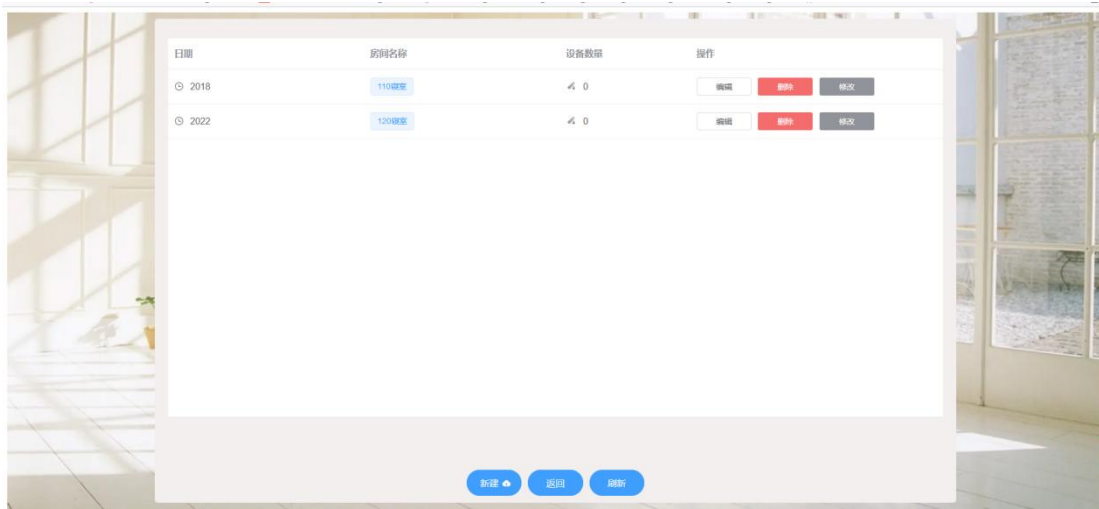 日期 房间名称 设备数量 操作
2018 110寝室 0 编辑 删除 修改
2022 120寝室 0 编辑 删除 修改
新建 返回 刷新